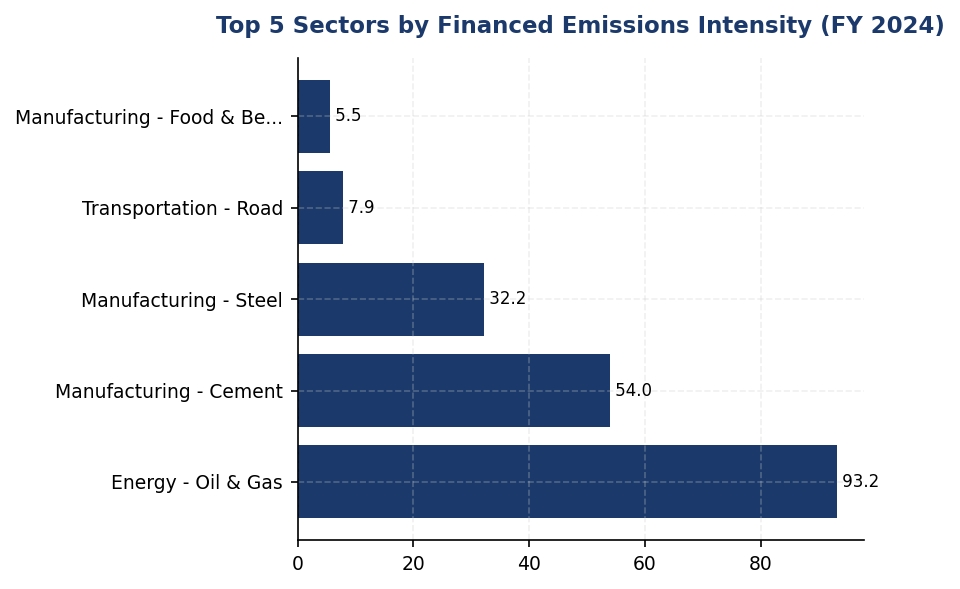 Top 5 Sectors by Financed Emissions Intensity (FY 2024)
Manufacturing - Food & Be... 5.5
Transportation - Road 7.9
Manufacturing - Steel 32.2
Manufacturing - Cement 54.0
Energy - Oil & Gas 93.2
0 20 40 60 80